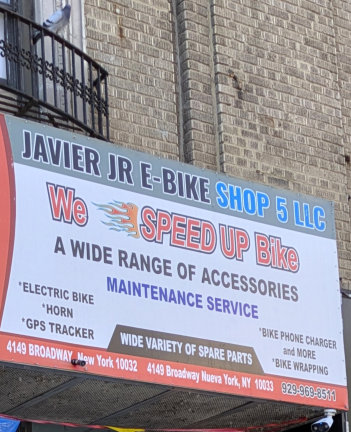 JAVIER JR E-BIKE SHOP 5 LLC
We SPEED UP Bike
A WIDE RANGE OF ACCESSORIES
MAINTENANCE SERVICE
*ELECTRIC BIKE
*HORN
*GPS TRACKER
WIDE VARIETY OF SPARE PARTS
*BIKE PHONE CHARGER
and MORE
*BIKE WRAPPING
4149 BROADWAY, New York 10032 4149 Broadway Nueva York, NY 10033 929-969-8511